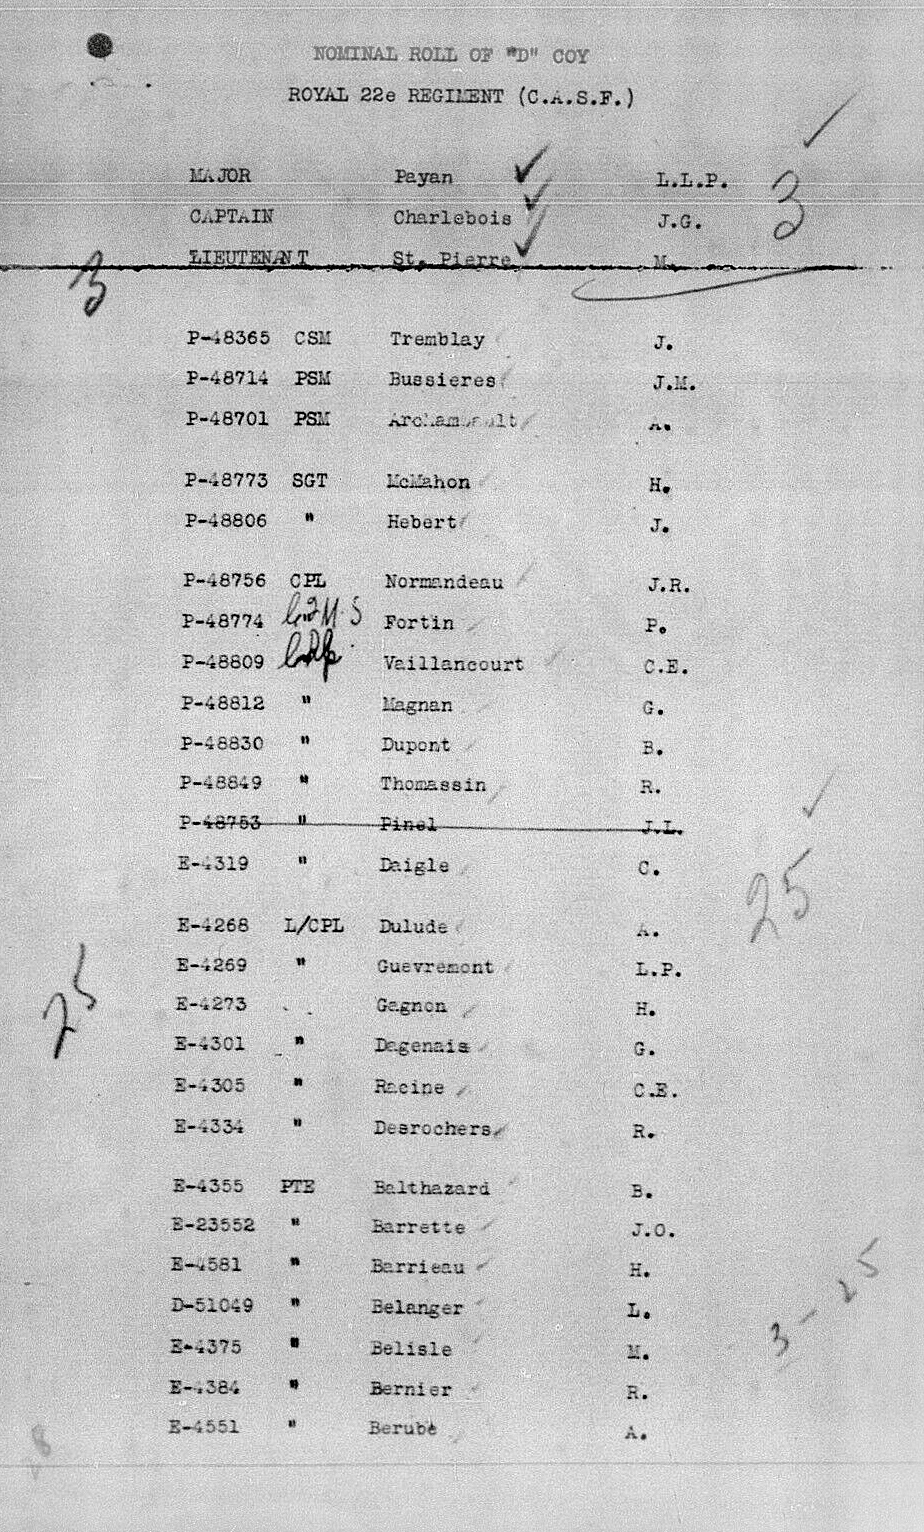 NOMINAL ROLL OF "D" COY
ROYAL 22e REGIMENT (C.A.S.F.)
MAJOR Payan L.L.P.
CAPTAIN Charlebois J.G.
3
LIEUTENANT St. Pierre M.
3
P-48365 CSM Tremblay J.
P-48714 PSM Bussieres J.M.
P-48701 PSM Archambault A.
P-48773 SGT McMahon H.
P-48806 " Hebert J.
P-48756 CPL Normandeau J.R.
P-48774 C.Q.M.S Fortin P.
P-48809 Cpl. Vaillancourt C.E.
P-48812 " Magnan G.
P-48830 " Dupont B.
P-48849 " Thomassin R.
P-48753 " Pinel J.L.
E-4319 " Daigle C.
25
E-4268 L/CPL Dulude A.
E-4269 " Guevremont L.P.
25
E-4273 Gagnon H.
E-4301 " Dagenais G.
E-4305 " Racine C.E.
E-4334 " Desrochers R.
E-4355 PTE Balthazard B.
E-23552 " Barrette J.O.
E-4581 " Barrieau H.
D-51049 " Belanger L.
3-25
E-4375 " Belisle M.
E-4384 " Bernier R.
E-4551 " Berubé A.